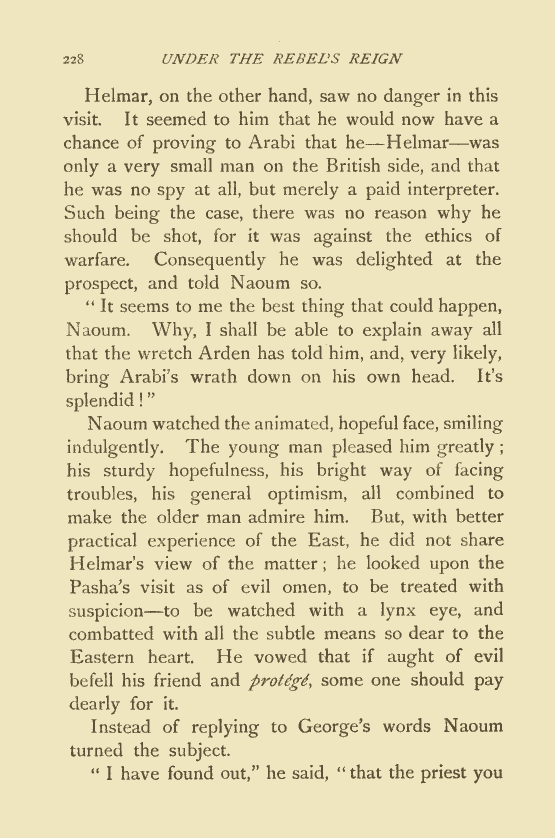 228 UNDER THE REBEL'S REIGN
Helmar, on the other hand, saw no danger in this
visit. It seemed to him that he would now have a
chance of proving to Arabi that he—Helmar—was
only a very small man on the British side, and that
he was no spy at all, but merely a paid interpreter.
Such being the case, there was no reason why he
should be shot, for it was against the ethics of
warfare. Consequently he was delighted at the
prospect, and told Naoum so.
“ It seems to me the best thing that could happen,
Naoum. Why, I shall be able to explain away all
that the wretch Arden has told him, and, very likely,
bring Arabi's wrath down on his own head. It's
splendid ! ”
Naoum watched the animated, hopeful face, smiling
indulgently. The young man pleased him greatly ;
his sturdy hopefulness, his bright way of facing
troubles, his general optimism, all combined to
make the older man admire him. But, with better
practical experience of the East, he did not share
Helmar's view of the matter ; he looked upon the
Pasha's visit as of evil omen, to be treated with
suspicion—to be watched with a lynx eye, and
combatted with all the subtle means so dear to the
Eastern heart. He vowed that if aught of evil
befell his friend and protégé, some one should pay
dearly for it.
Instead of replying to George's words Naoum
turned the subject.
“ I have found out,” he said, “ that the priest you